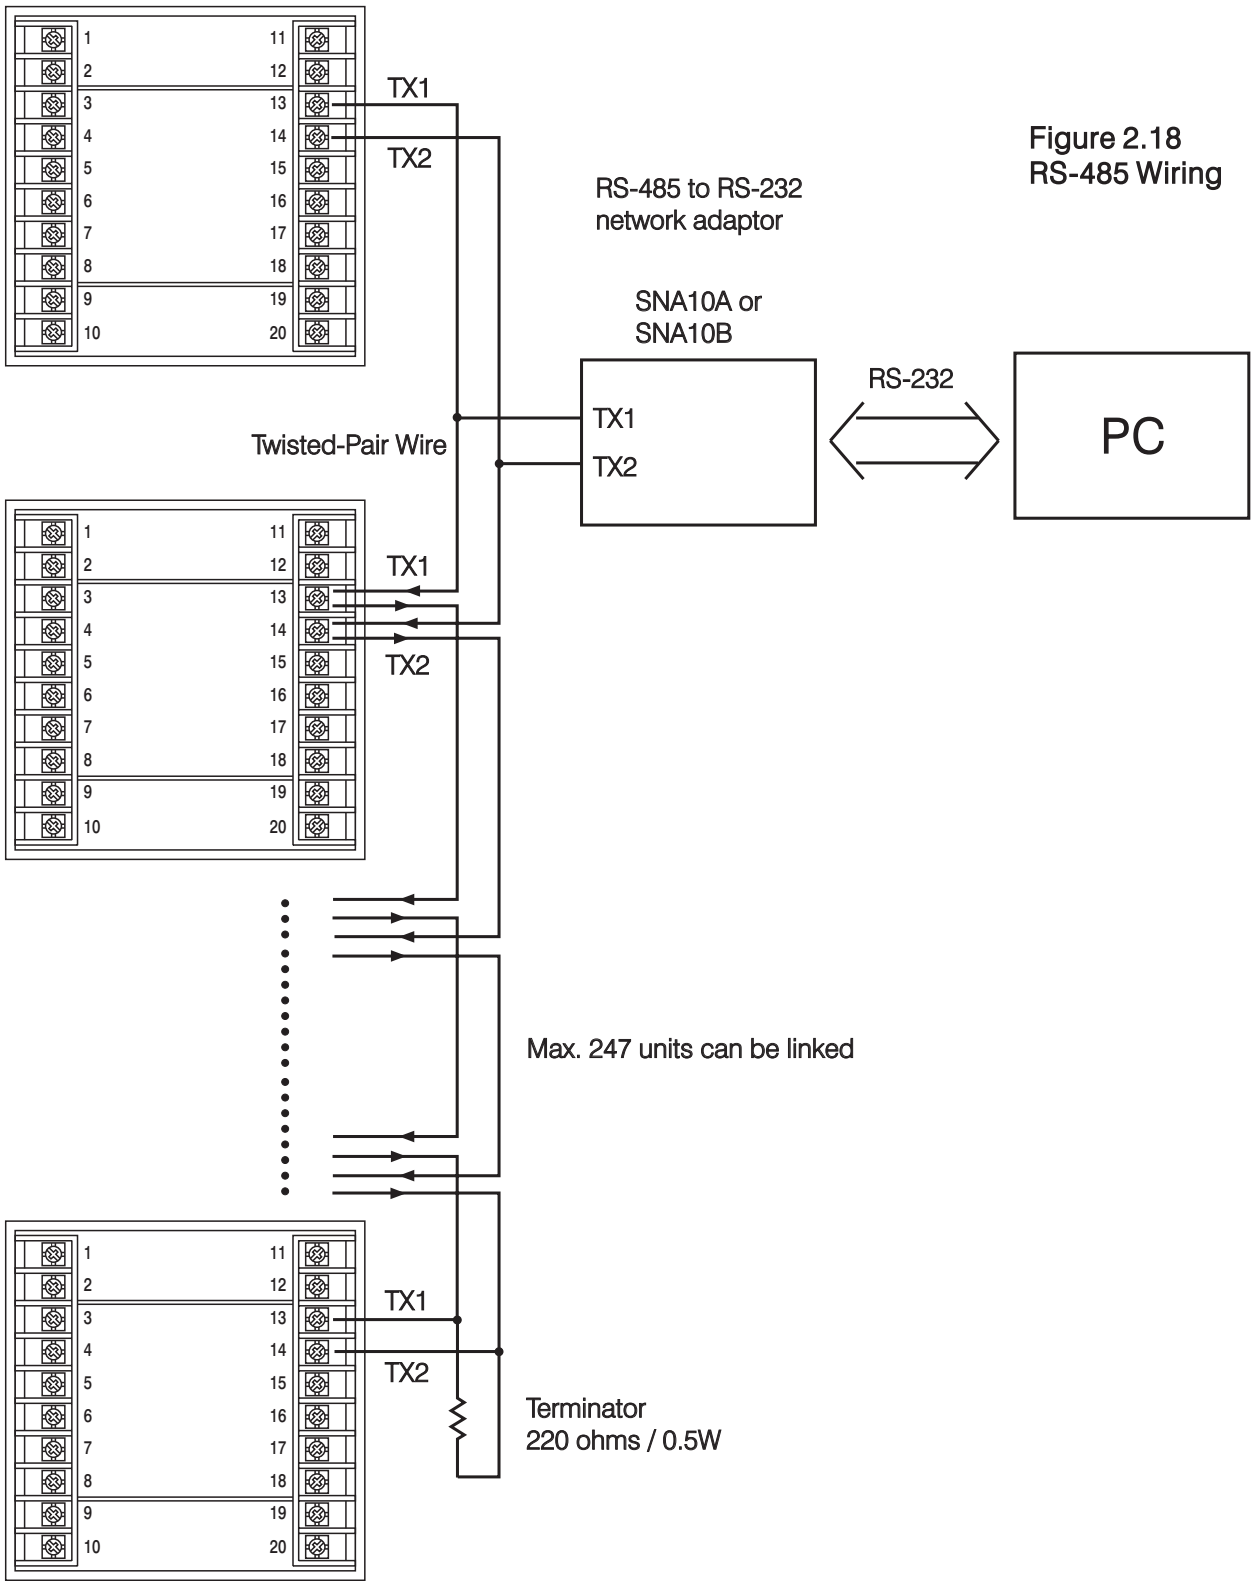 1 11
2 12
3 13
4 14
5 15
6 16
7 17
8 18
9 19
10 20
TX1
TX2
Figure 2.18
RS-485 Wiring
RS-485 to RS-232
network adaptor
SNA10A or
SNA10B
TX1
TX2
RS-232
PC
Twisted-Pair Wire
1 11
2 12
3 13
4 14
5 15
6 16
7 17
8 18
9 19
10 20
TX1
TX2
Max. 247 units can be linked
1 11
2 12
3 13
4 14
5 15
6 16
7 17
8 18
9 19
10 20
TX1
TX2
Terminator
220 ohms / 0.5W